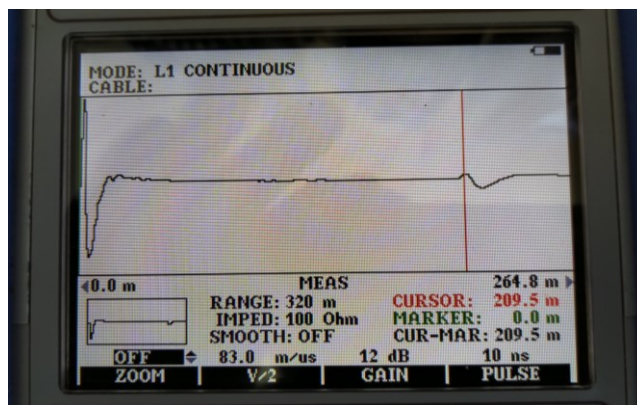 MODE: L1 CONTINUOUS
CABLE:
0.0 m MEAS 264.8 m
RANGE: 320 m CURSOR: 209.5 m
IMPED: 100 Ohm MARKER: 0.0 m
SMOOTH: OFF CUR-MAR: 209.5 m
OFF 83.0 m/us 12 dB 10 ns
ZOOM V/2 GAIN PULSE